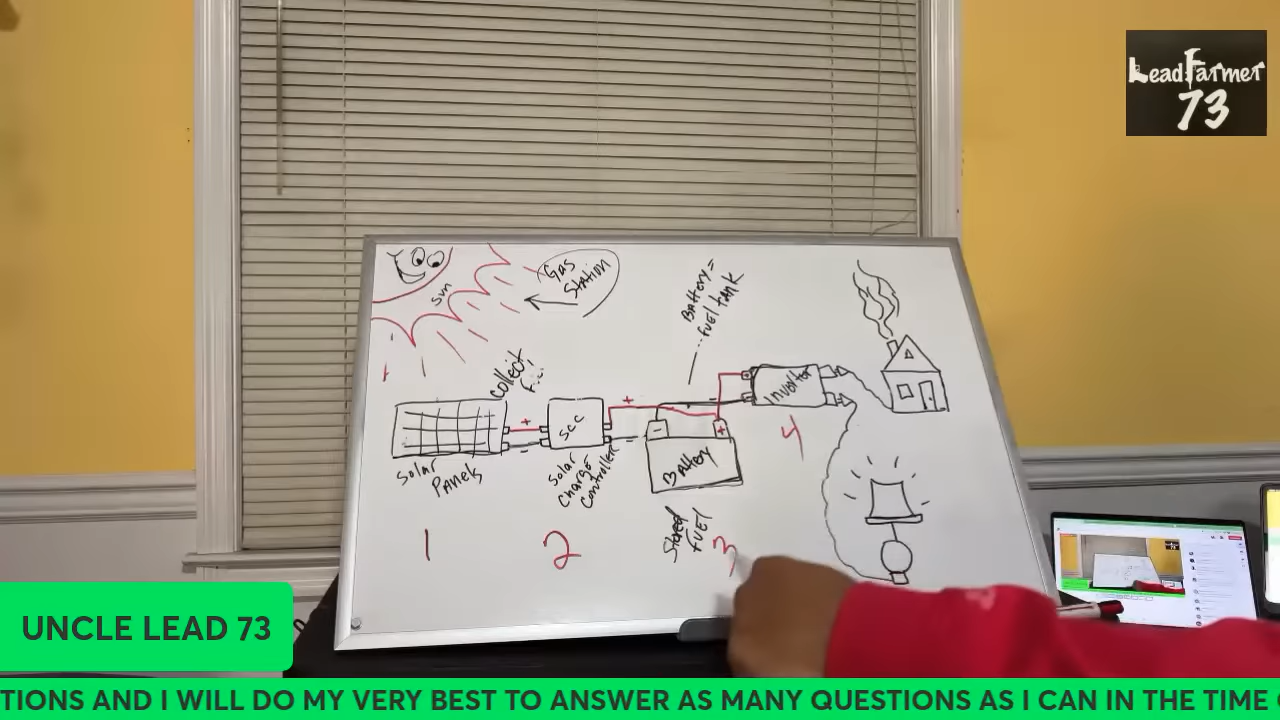 LeadFarmer
73
Gas
Station
Sun
Battery =
fuel tank
collect
Inverter
+
-
+
-
SCC
+
-
-
+
Battery
4
Solar
Panels
Solar
Charge
Controller
Stored
FUEL
1
2
3
UNCLE LEAD 73
TIONS AND I WILL DO MY VERY BEST TO ANSWER AS MANY QUESTIONS AS I CAN IN THE TIME